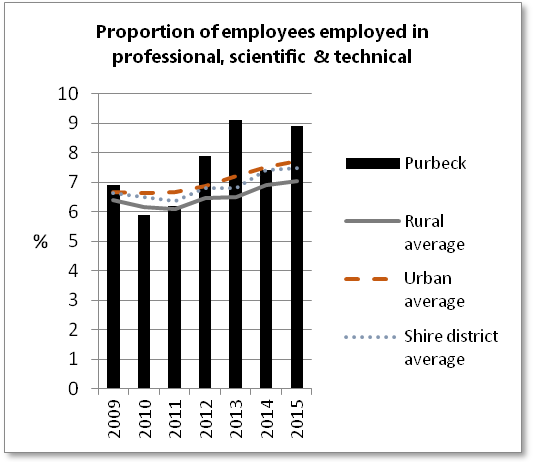 Proportion of employees employed in
professional, scientific & technical
10
9
8
7
6
5
4
3
2
1
0
%
2009
2010
2011
2012
2013
2014
2015
Purbeck
Rural
average
Urban
average
Shire district
average